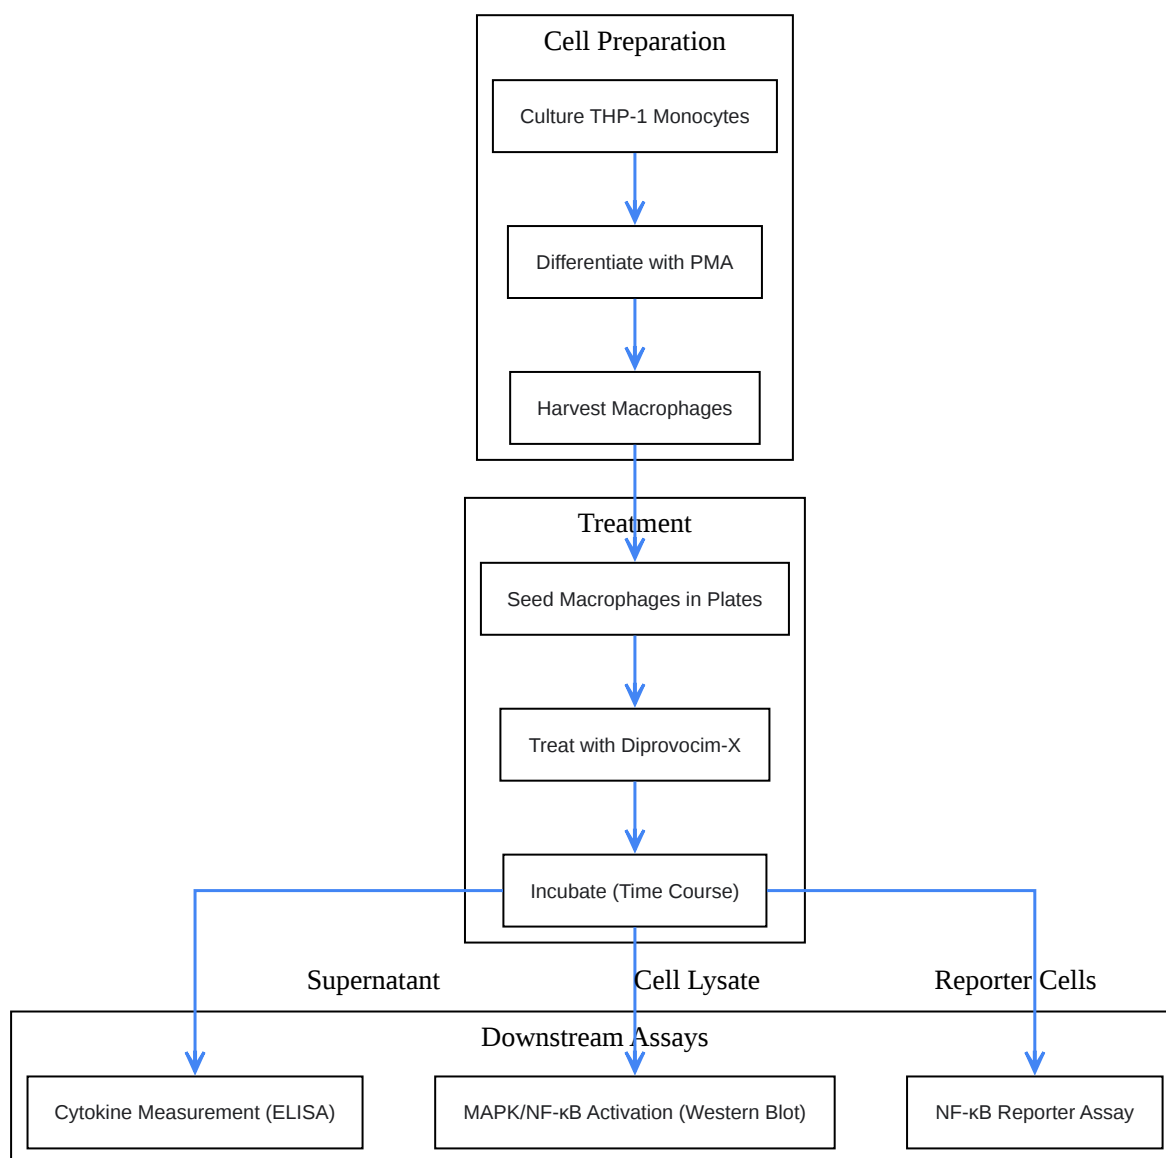 Cell Preparation
Culture THP-1 Monocytes
Differentiate with PMA
Harvest Macrophages
Treatment
Seed Macrophages in Plates
Treat with Diprovocim-X
Incubate (Time Course)
Supernatant
Cell Lysate
Reporter Cells
Downstream Assays
Cytokine Measurement (ELISA)
MAPK/NF-κB Activation (Western Blot)
NF-κB Reporter Assay